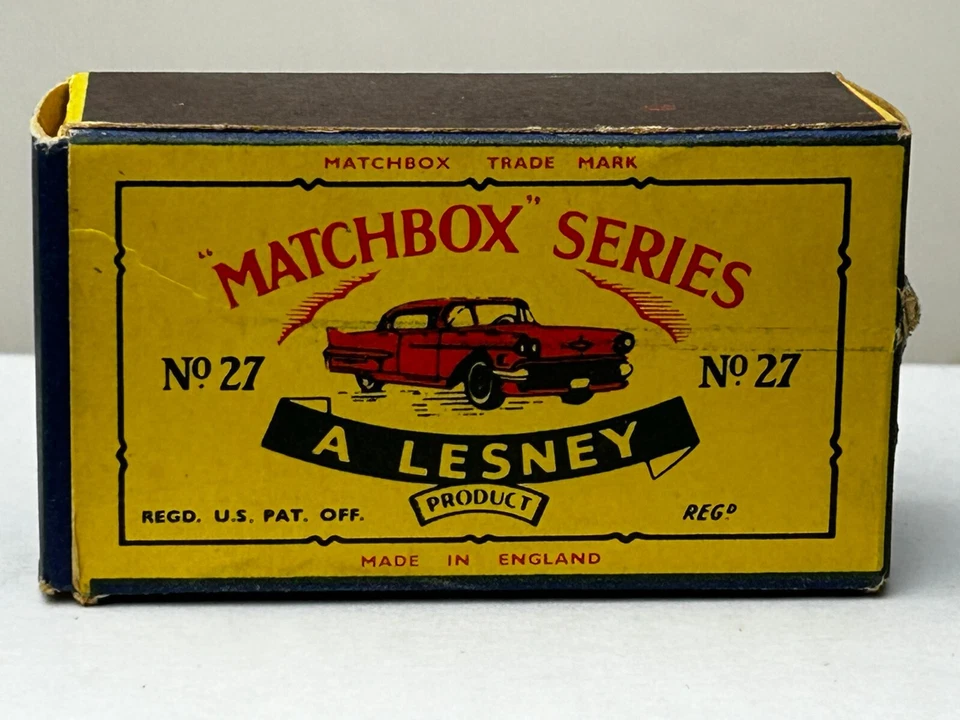 MATCHBOX TRADE MARK
"MATCHBOX" SERIES
Nº 27 Nº 27
A LESNEY
PRODUCT
REGD. U.S. PAT. OFF. REGᴰ
MADE IN ENGLAND